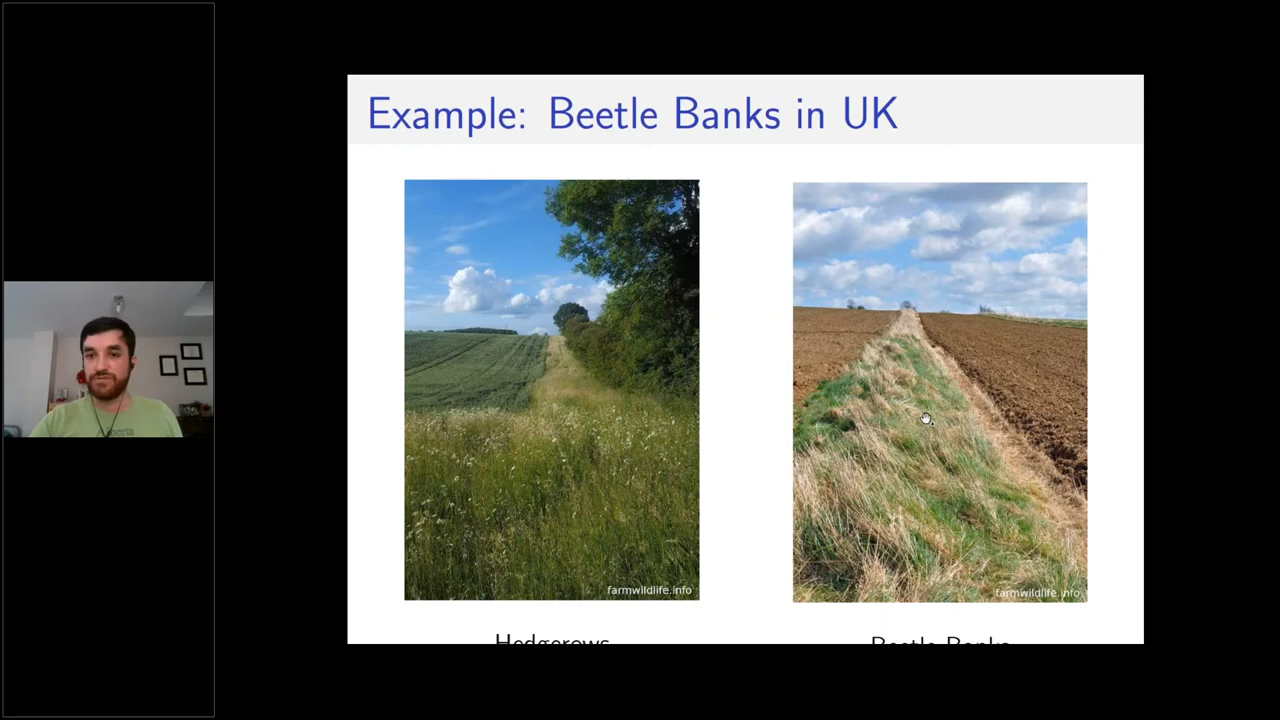 Example: Beetle Banks in UK
farmwildlife.info
farmwildlife.info
Hedgerows
Beetle Banks